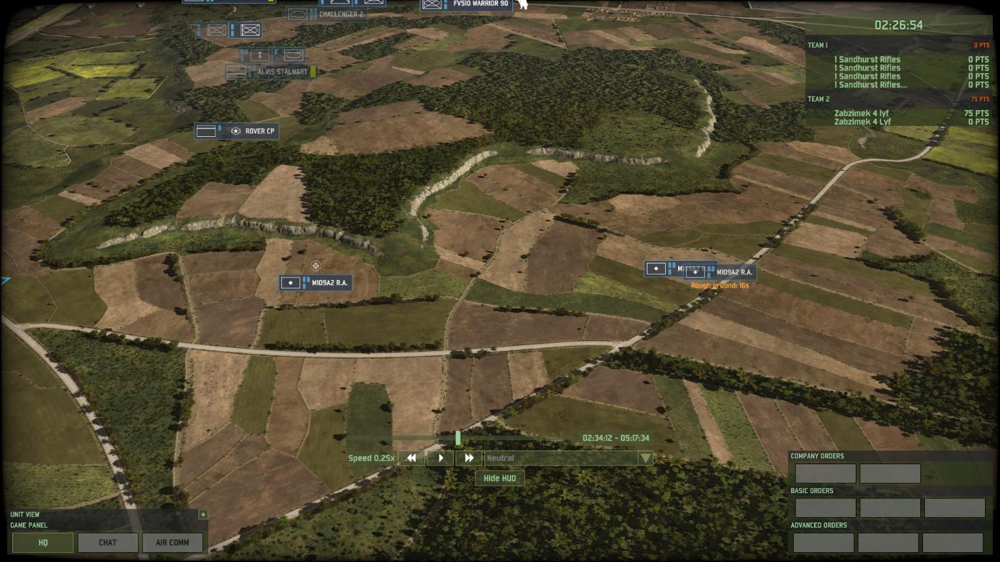 FV510 WARRIOR 90
CHALLENGER 2
ALVIS STALWART
ROVER CP
M109A2 R.A.
M109A2 R.A.
Rough ground: 16s
02:26:54
TEAM 1 0 PTS
1 Sandhurst Rifles 0 PTS
1 Sandhurst Rifles 0 PTS
1 Sandhurst Rifles 0 PTS
1 Sandhurst Rifles... 0 PTS
TEAM 2 75 PTS
Zabzimek 4 lyf 75 PTS
Zabzimek 4 Lyf 0 PTS
02:34:12 - 05:17:34
Speed 0.25x
Neutral
Hide HUD
UNIT VIEW +
GAME PANEL
HQ CHAT AIR COMM
COMPANY ORDERS
BASIC ORDERS
ADVANCED ORDERS